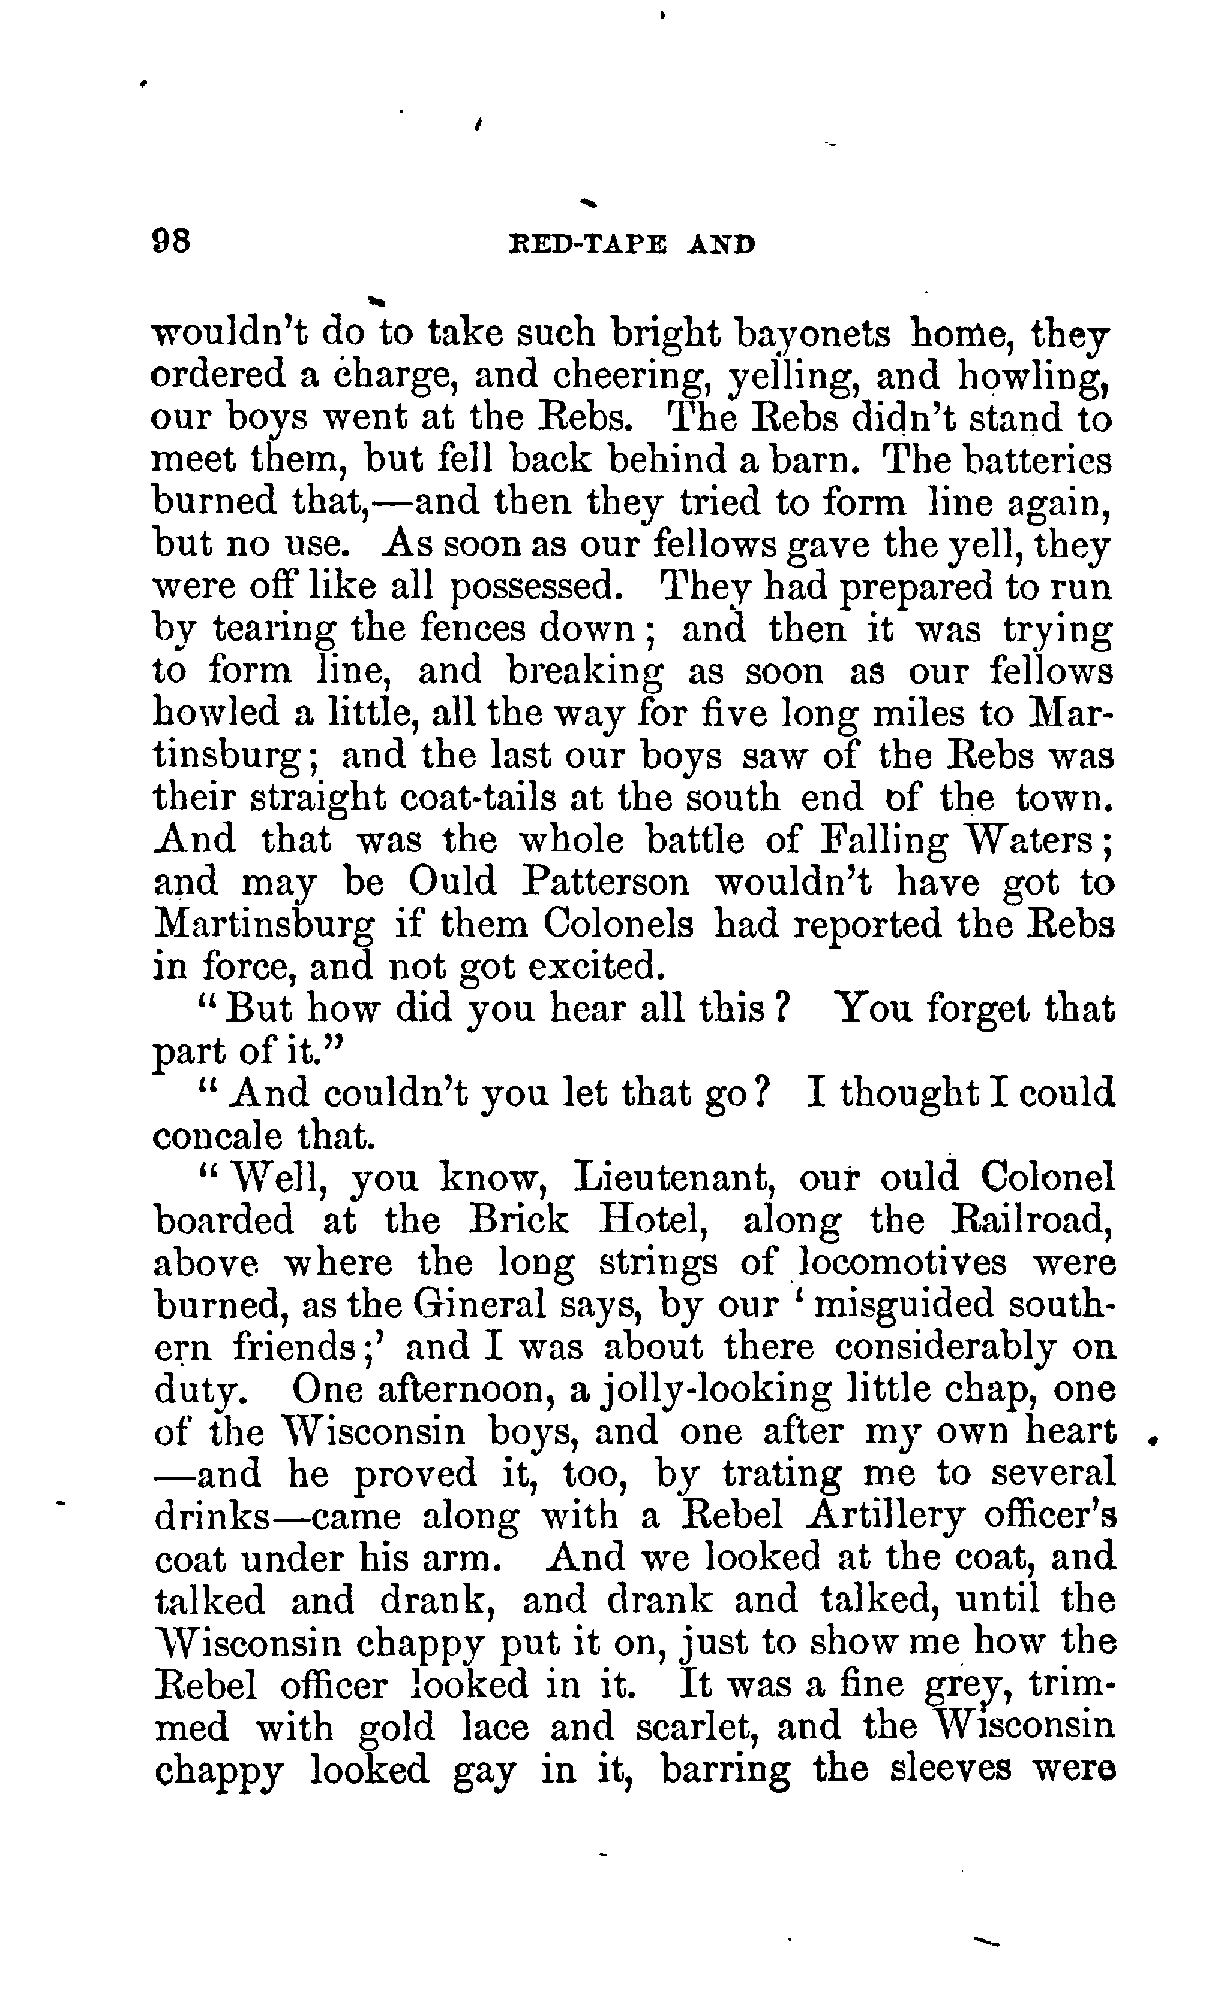 98 RED-TAPE AND
wouldn't do to take such bright bayonets home, they
ordered a charge, and cheering, yelling, and howling,
our boys went at the Rebs. The Rebs didn't stand to
meet them, but fell back behind a barn. The batteries
burned that,—and then they tried to form line again,
but no use. As soon as our fellows gave the yell, they
were off like all possessed. They had prepared to run
by tearing the fences down; and then it was trying
to form line, and breaking as soon as our fellows
howled a little, all the way for five long miles to Mar-
tinsburg; and the last our boys saw of the Rebs was
their straight coat-tails at the south end of the town.
And that was the whole battle of Falling Waters;
and may be Ould Patterson wouldn't have got to
Martinsburg if them Colonels had reported the Rebs
in force, and not got excited.
"But how did you hear all this? You forget that
part of it."
"And couldn't you let that go? I thought I could
concale that.
"Well, you know, Lieutenant, our ould Colonel
boarded at the Brick Hotel, along the Railroad,
above where the long strings of locomotives were
burned, as the Gineral says, by our 'misguided south-
ern friends;' and I was about there considerably on
duty. One afternoon, a jolly-looking little chap, one
of the Wisconsin boys, and one after my own heart
—and he proved it, too, by trating me to several
drinks—came along with a Rebel Artillery officer's
coat under his arm. And we looked at the coat, and
talked and drank, and drank and talked, until the
Wisconsin chappy put it on, just to show me how the
Rebel officer looked in it. It was a fine grey, trim-
med with gold lace and scarlet, and the Wisconsin
chappy looked gay in it, barring the sleeves were